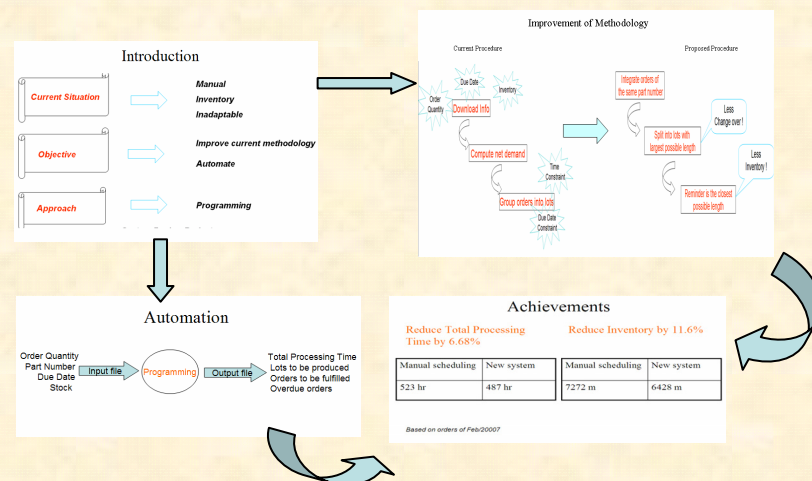 Introduction
Current Situation
Manual
Inventory
Inadaptable
Objective
Improve current methodology
Automate
Approach
Programming
Improvement of Methodology
Current Procedure
Proposed Procedure
Order
Quantity
Due Date
Inventory
Download Info
Compute net demand
Time
Constraint
Group orders into lots
Due Date
Constraint
Integrate orders of
the same part number
Less
Change over !
Split into lots with
largest possible length
Less
Inventory !
Reminder is the closest
possible length
Automation
Order Quantity
Part Number
Due Date
Stock
Input file
Programming
Output file
Total Processing Time
Lots to be produced
Orders to be fulfilled
Overdue orders
Achievements
Reduce Total Processing
Time by 6.68%
Manual scheduling New system
523 hr 487 hr
Reduce Inventory by 11.6%
Manual scheduling New system
7272 m 6428 m
Based on orders of Feb/20007